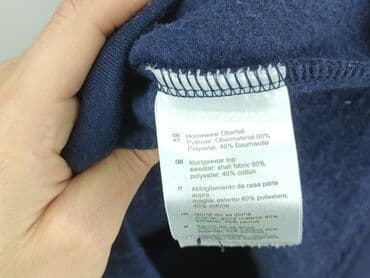 DE Homewear Oberteil
AT Pullover: Obermaterial 60%
Polyester, 40% Baumwolle
GB loungewear top
sweater: shell fabric 60%
polyester, 40% cotton
IT Abbigliamento da casa parte
sopra
maglia: esterno 60% poliestere,
40% cotone